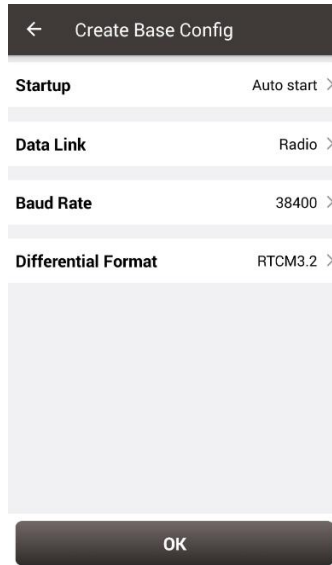 Create Base Config
Startup Auto start
Data Link Radio
Baud Rate 38400
Differential Format RTCM3.2
OK